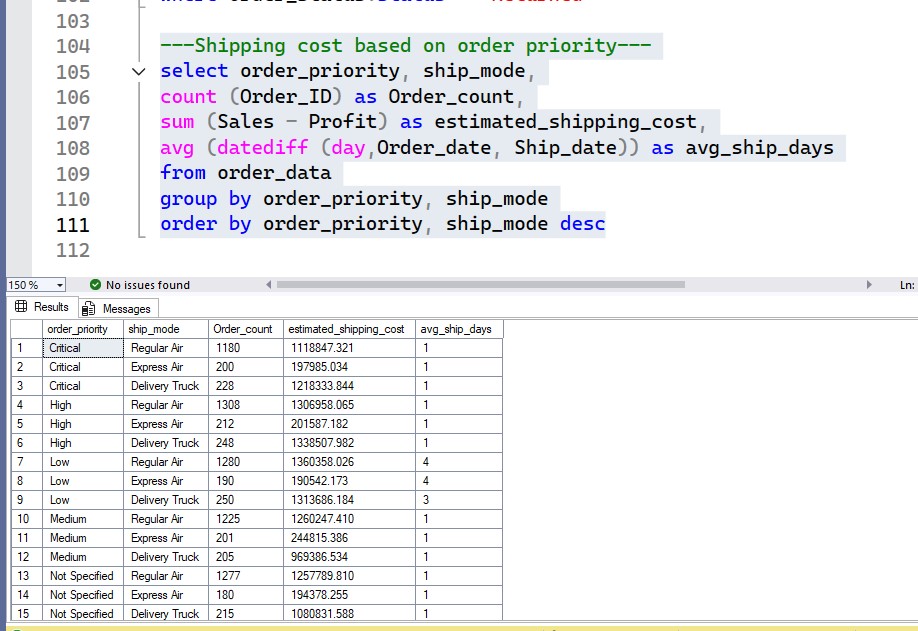 103
104 ---Shipping cost based on order priority---
105 select order_priority, ship_mode,
106 count (Order_ID) as Order_count,
107 sum (Sales - Profit) as estimated_shipping_cost,
108 avg (datediff (day,Order_date, Ship_date)) as avg_ship_days
109 from order_data
110 group by order_priority, ship_mode
111 order by order_priority, ship_mode desc
112
150 % No issues found Ln:
Results Messages
order_priority ship_mode Order_count estimated_shipping_cost avg_ship_days
1 Critical Regular Air 1180 1118847.321 1
2 Critical Express Air 200 197985.034 1
3 Critical Delivery Truck 228 1218333.844 1
4 High Regular Air 1308 1306958.065 1
5 High Express Air 212 201587.182 1
6 High Delivery Truck 248 1338507.982 1
7 Low Regular Air 1280 1360358.026 4
8 Low Express Air 190 190542.173 4
9 Low Delivery Truck 250 1313686.184 3
10 Medium Regular Air 1225 1260247.410 1
11 Medium Express Air 201 244815.386 1
12 Medium Delivery Truck 205 969386.534 1
13 Not Specified Regular Air 1277 1257789.810 1
14 Not Specified Express Air 180 194378.255 1
15 Not Specified Delivery Truck 215 1080831.588 1